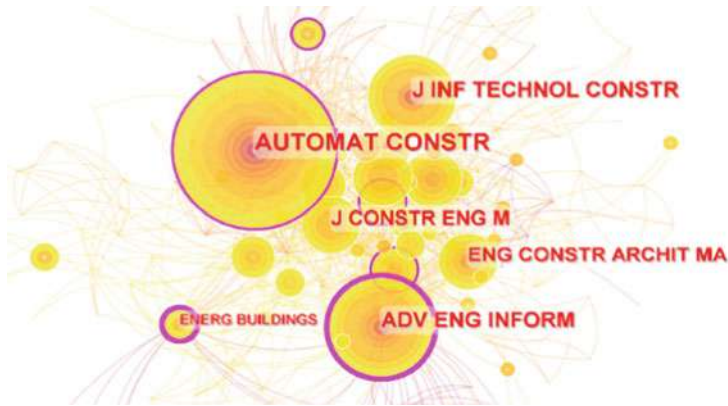 J INF TECHNOL CONSTR
AUTOMAT CONSTR
J CONSTR ENG M
ENG CONSTR ARCHIT MA
ENERG BUILDINGS
ADV ENG INFORM